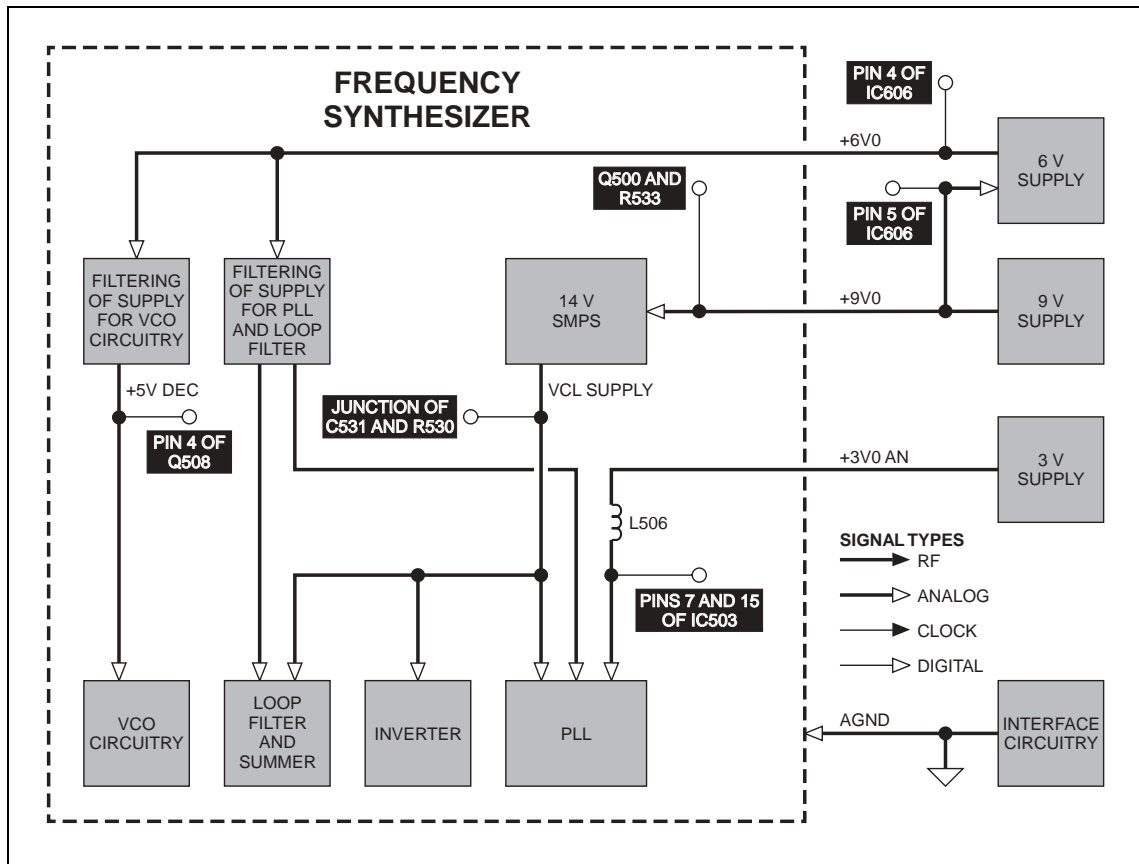 FREQUENCY
SYNTHESIZER
PIN 4 OF
IC606
+6V0
6 V
SUPPLY
Q500 AND
R533
PIN 5 OF
IC606
FILTERING
OF SUPPLY
FOR VCO
CIRCUITRY
FILTERING
OF SUPPLY
FOR PLL
AND LOOP
FILTER
14 V
SMPS
+9V0
9 V
SUPPLY
+5V DEC
PIN 4 OF
Q508
JUNCTION OF
C531 AND R530
VCL SUPPLY
+3V0 AN
3 V
SUPPLY
L506
PINS 7 AND 15
OF IC503
SIGNAL TYPES
RF
ANALOG
CLOCK
DIGITAL
VCO
CIRCUITRY
LOOP
FILTER
AND
SUMMER
INVERTER
PLL
AGND
INTERFACE
CIRCUITRY